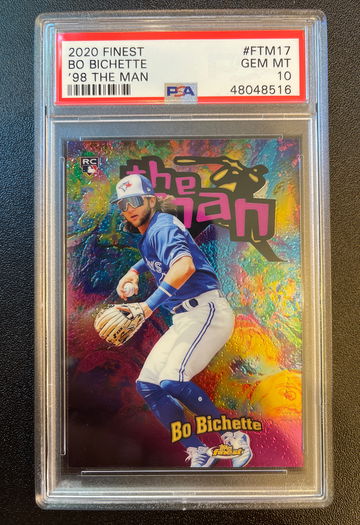 2020 FINEST #FTM17
BO BICHETTE GEM MT
'98 THE MAN PSA 10
48048516
RC
the
man
Bo Bichette
finest